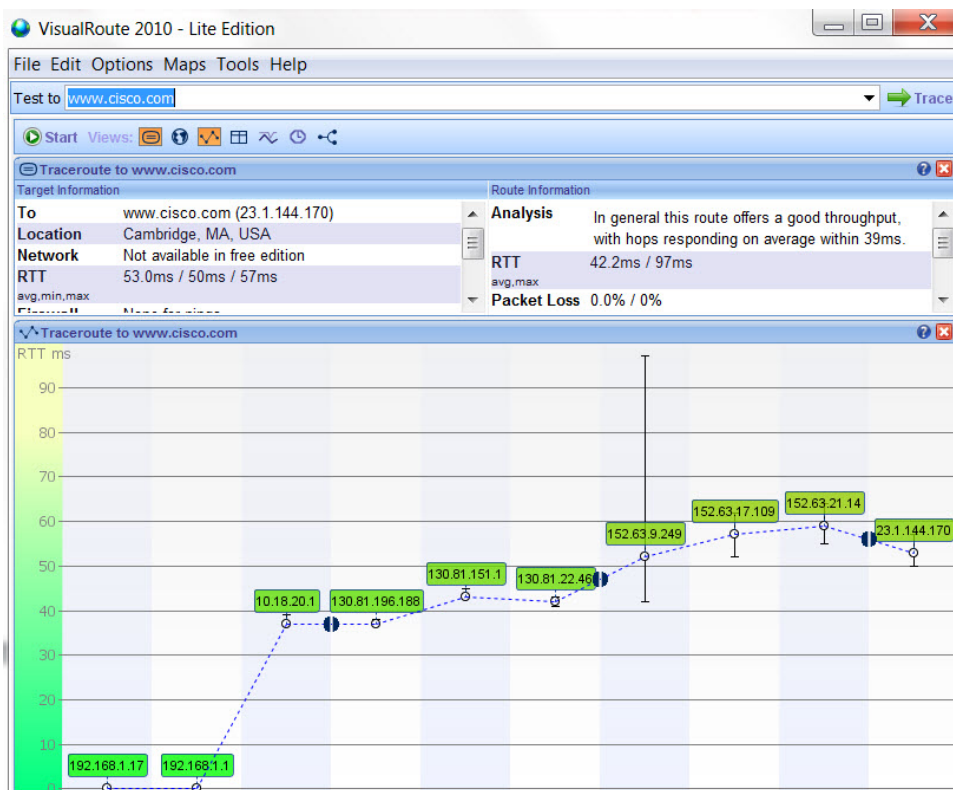 VisualRoute 2010 - Lite Edition
File Edit Options Maps Tools Help
Test to www.cisco.com Trace
Start Views:
Traceroute to www.cisco.com
Target Information Route Information
To www.cisco.com (23.1.144.170)
Location Cambridge, MA, USA
Network Not available in free edition
RTT 53.0ms / 50ms / 57ms
avg,min,max
Firewall None for pings
Analysis In general this route offers a good throughput,
with hops responding on average within 39ms.
RTT 42.2ms / 97ms
avg,max
Packet Loss 0.0% / 0%
Traceroute to www.cisco.com
RTT ms
90
80
70
60
50
40
30
20
10
0
192.168.1.17
192.168.1.1
10.18.20.1
130.81.196.188
130.81.151.1
130.81.22.46
152.63.9.249
152.63.17.109
152.63.21.14
23.1.144.170